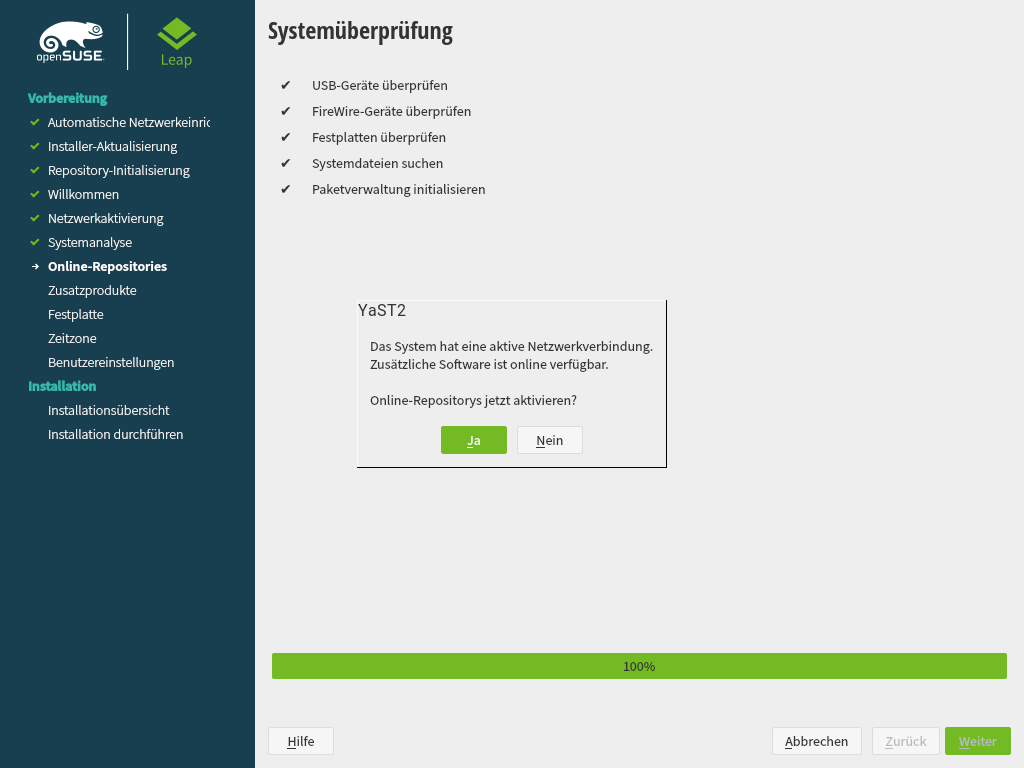 openSUSE
Leap
Vorbereitung
Automatische Netzwerkeinric
Installer-Aktualisierung
Repository-Initialisierung
Willkommen
Netzwerkaktivierung
Systemanalyse
Online-Repositories
Zusatzprodukte
Festplatte
Zeitzone
Benutzereinstellungen
Installation
Installationsübersicht
Installation durchführen
Systemüberprüfung
USB-Geräte überprüfen
FireWire-Geräte überprüfen
Festplatten überprüfen
Systemdateien suchen
Paketverwaltung initialisieren
YaST2
Das System hat eine aktive Netzwerkverbindung.
Zusätzliche Software ist online verfügbar.
Online-Repositorys jetzt aktivieren?
Ja Nein
100%
Hilfe Abbrechen Zurück Weiter